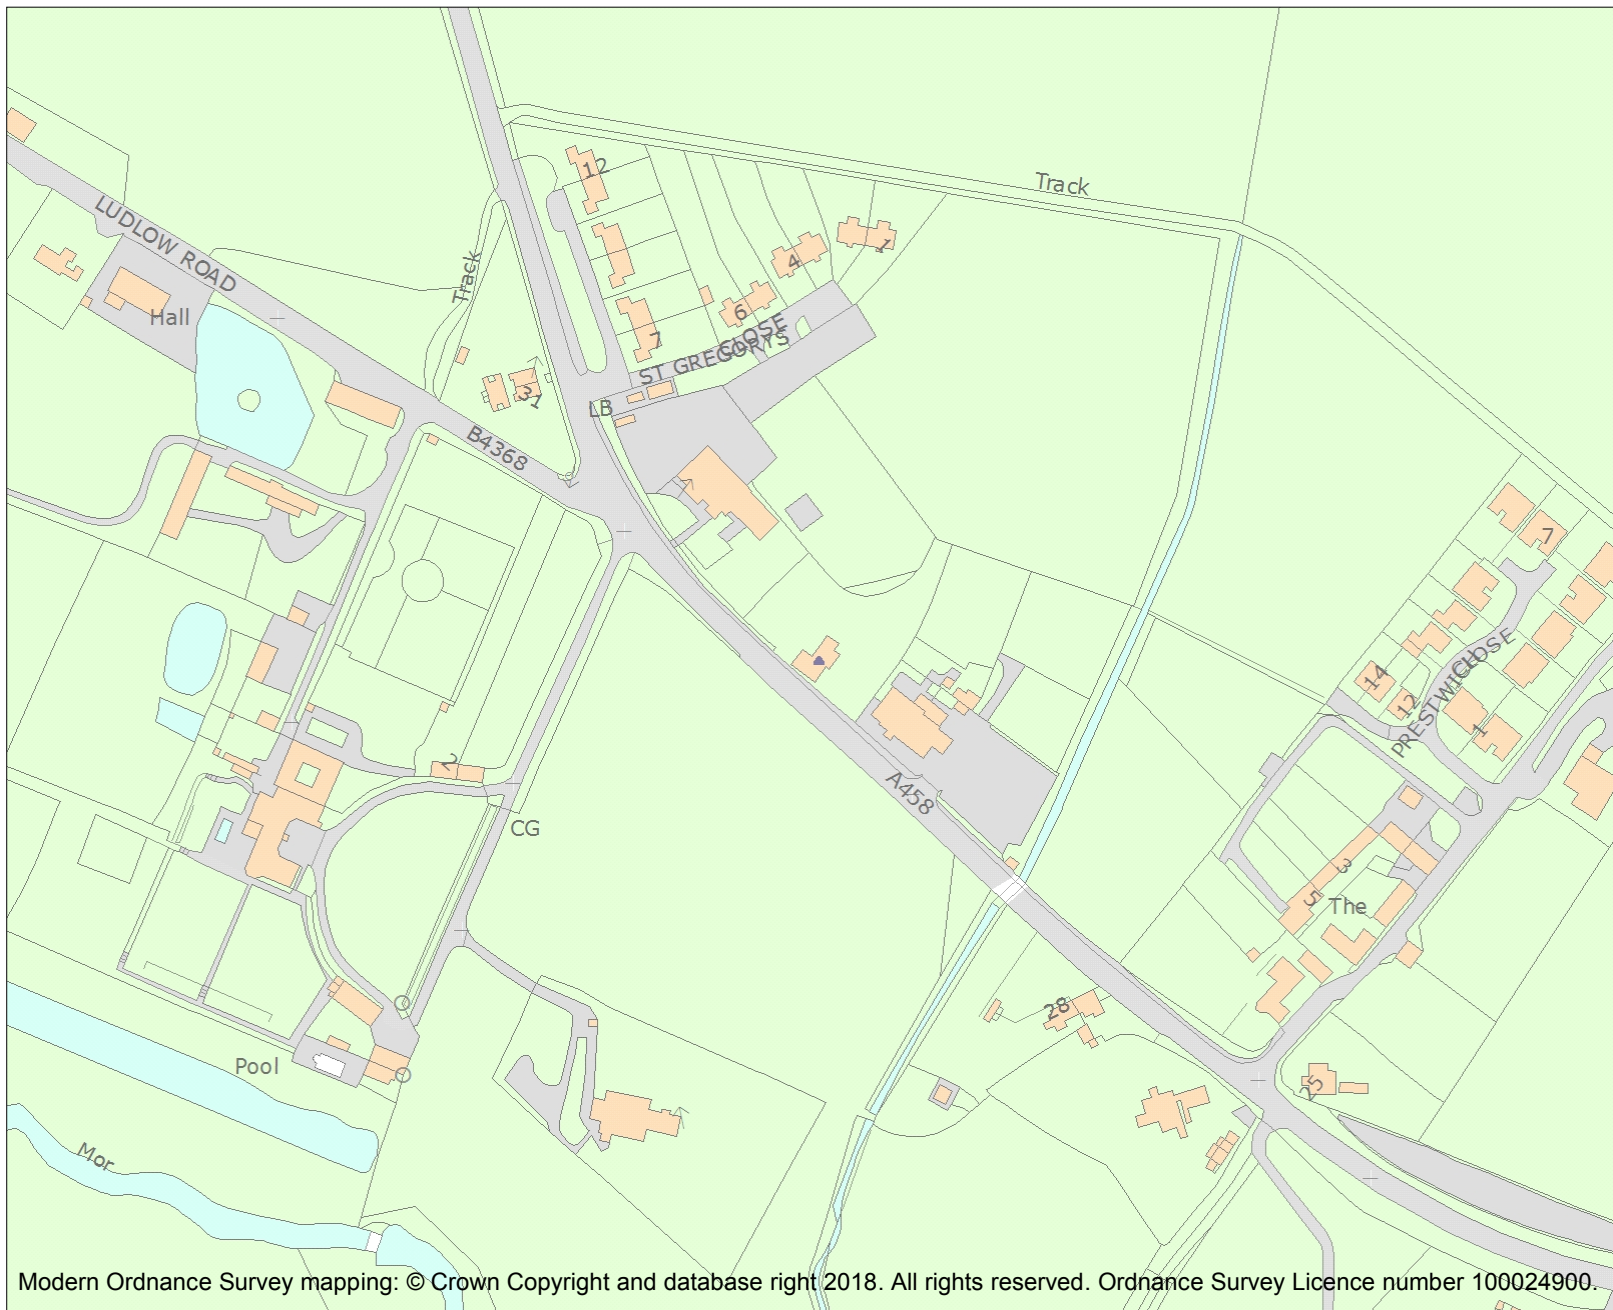 Track
12
LUDLOW ROAD
1
4
Track
Hall
6
7
ST GREGORYS
CLOSE
31
LB
B4368
7
14
PRESTWICH
CLOSE
12
1
2
A458
CG
3
5
The
28
Pool
25
Mor
Modern Ordnance Survey mapping: © Crown Copyright and database right 2018. All rights reserved. Ordnance Survey Licence number 100024900.